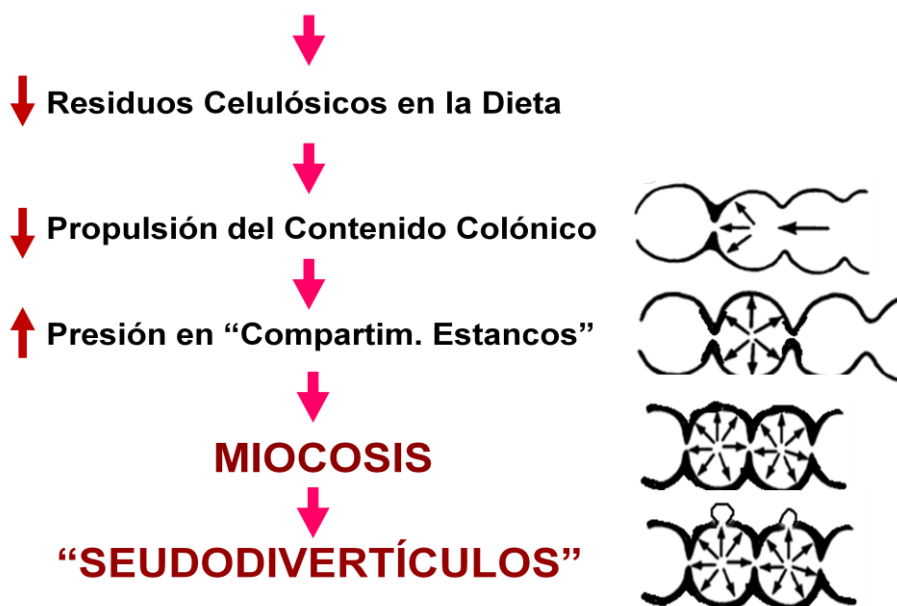 Residuos Celulósicos en la Dieta
Propulsión del Contenido Colónico
Presión en “Compartim. Estancos”
MIOCOSIS
“SEUDODIVERTÍCULOS”